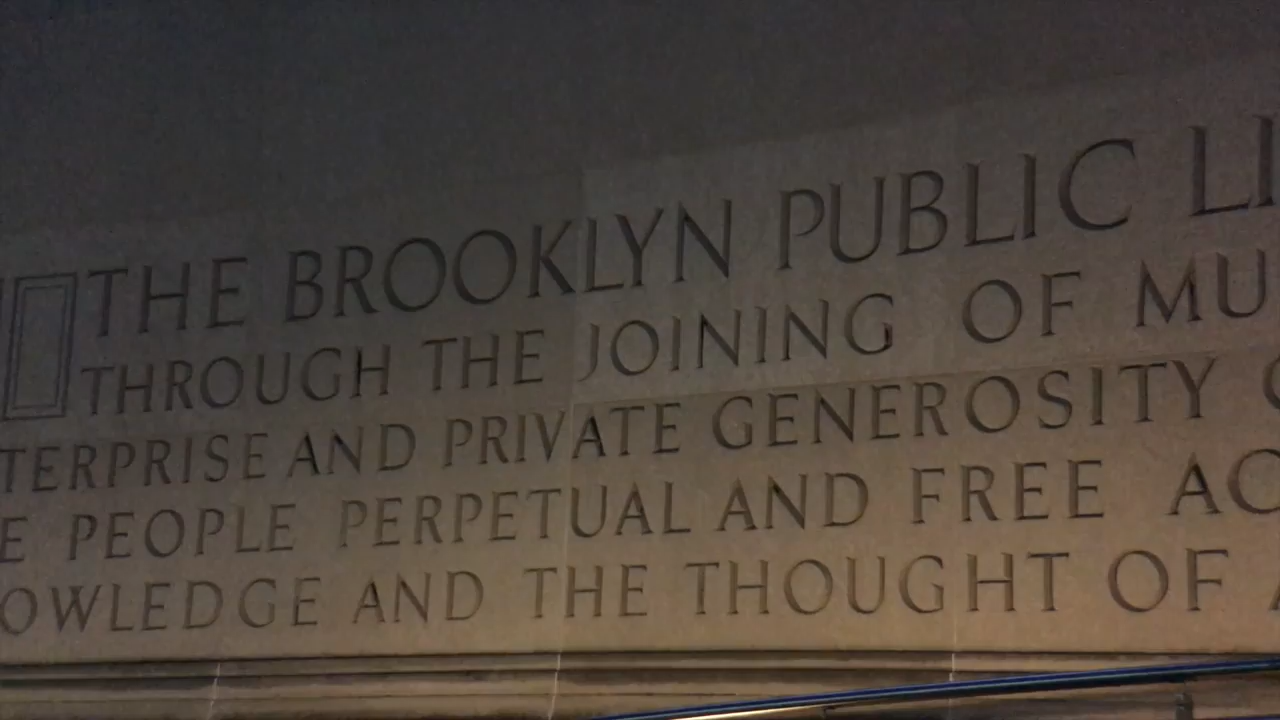 THE BROOKLYN PUBLIC LI
THROUGH THE JOINING OF MU
TERPRISE AND PRIVATE GENEROSITY
E PEOPLE PERPETUAL AND FREE AC
OWLEDGE AND THE THOUGHT OF A